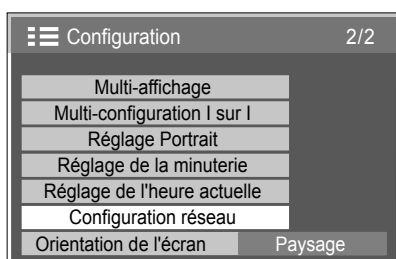 Configuration 2/2
Multi-affichage
Multi-configuration I sur I
Réglage Portrait
Réglage de la minuterie
Réglage de l'heure actuelle
Configuration réseau
Orientation de l'écran Paysage